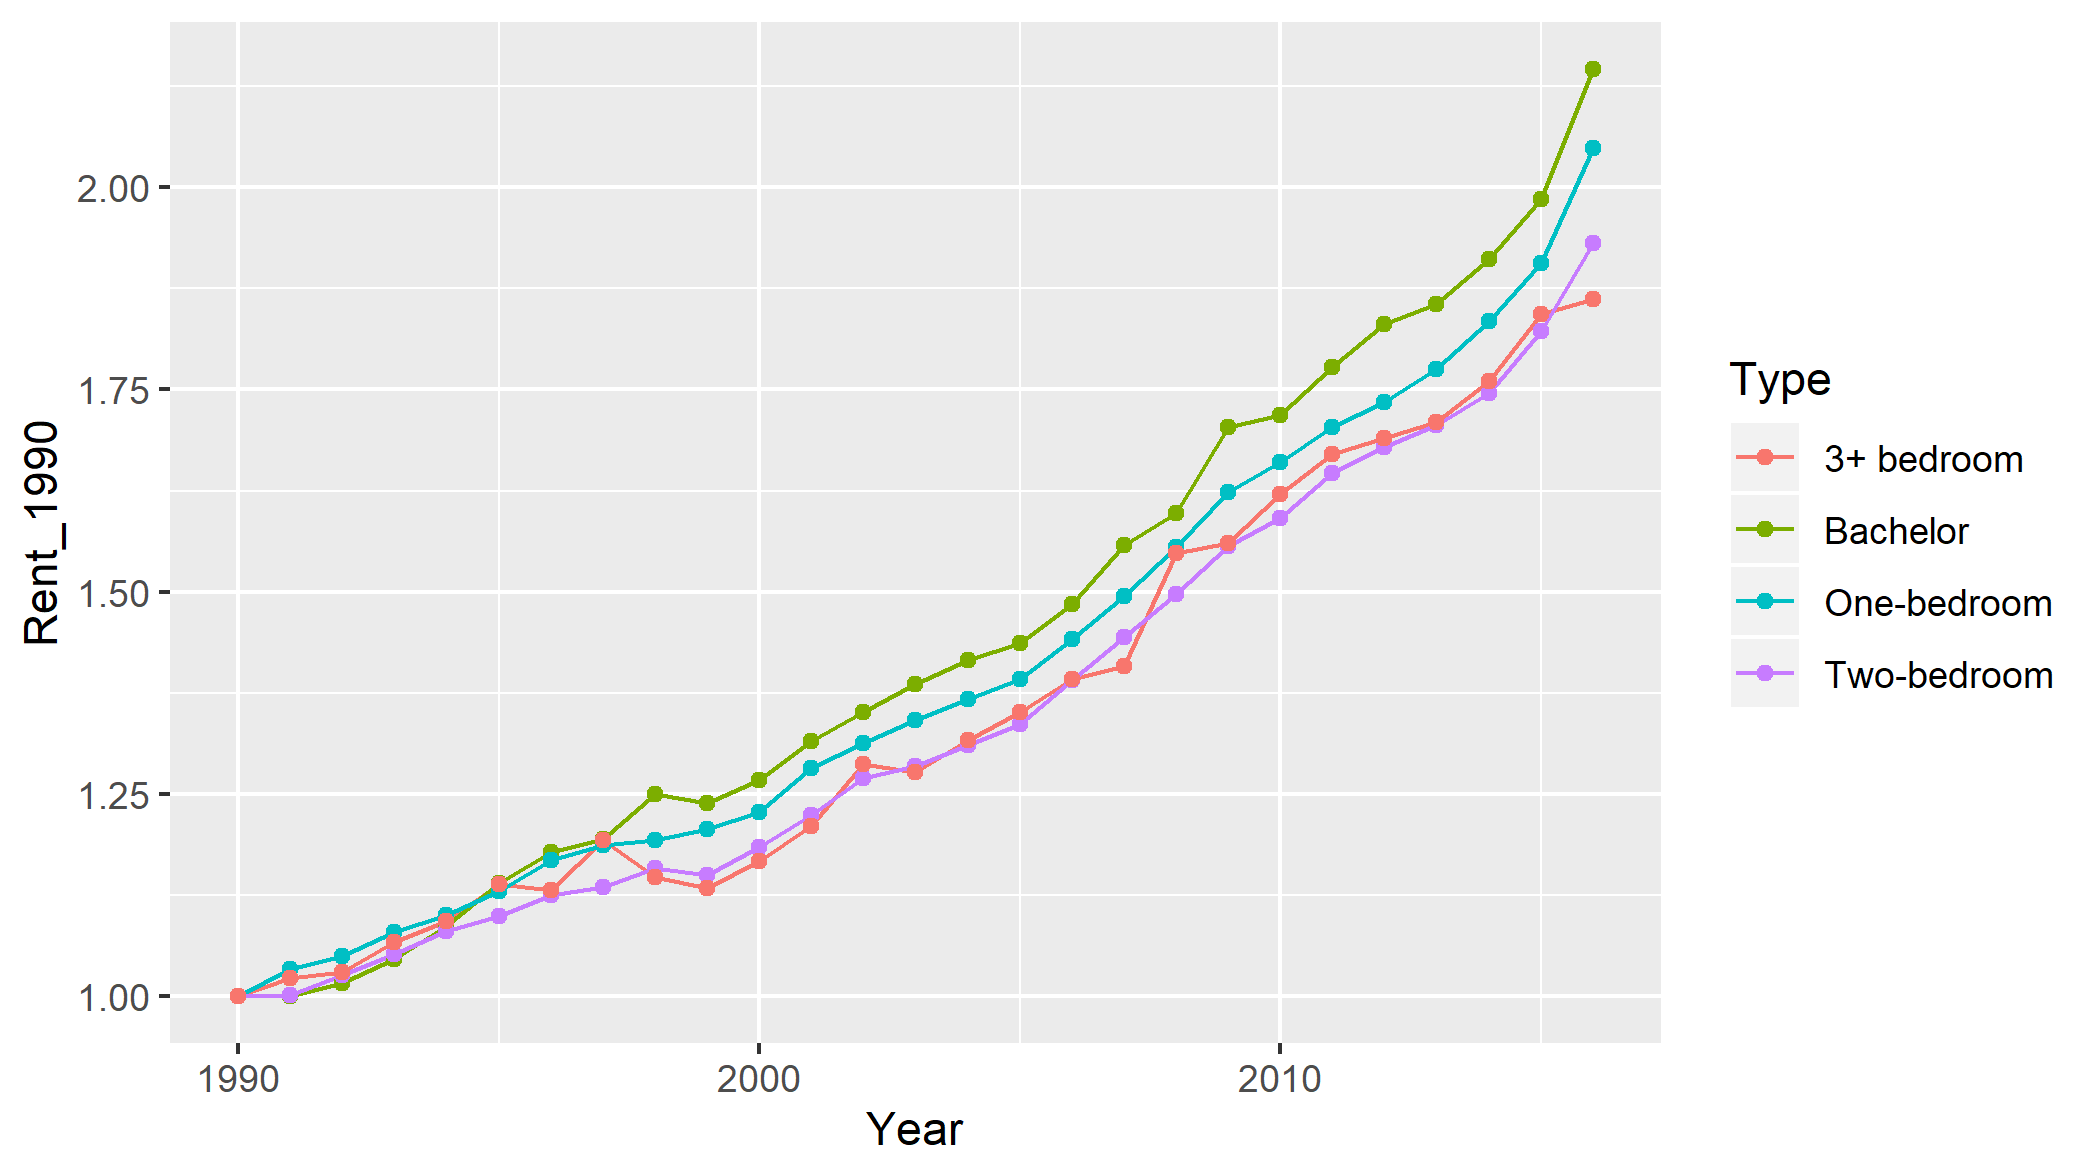 2.00
1.75
1.50
1.25
1.00
Rent_1990
1990
2000
2010
Year
Type
3+ bedroom
Bachelor
One-bedroom
Two-bedroom